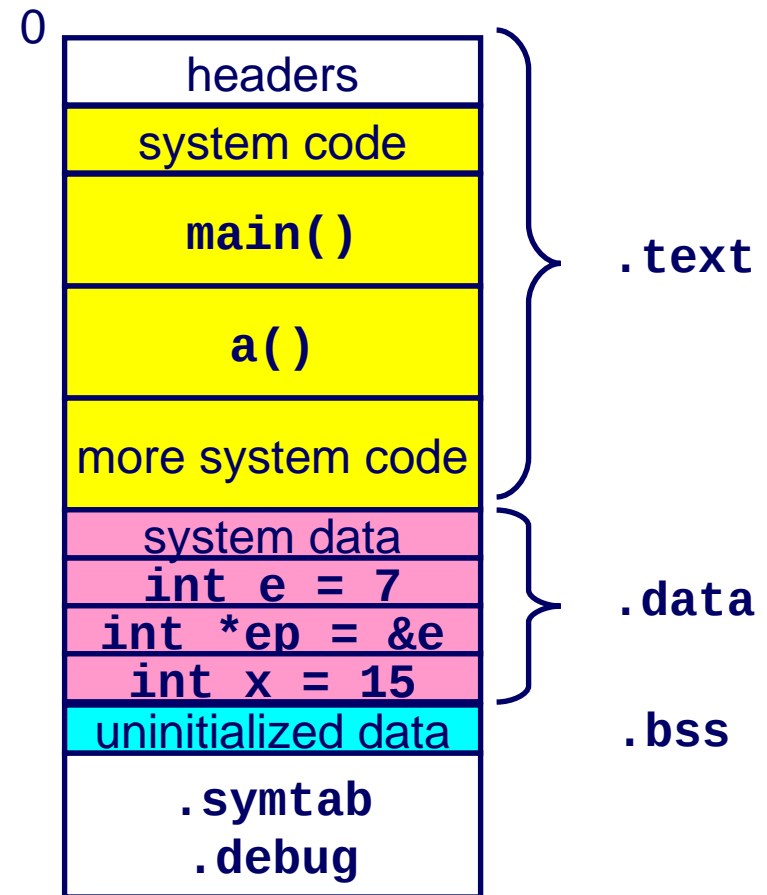 0
headers
system code
main()
a()
more system code
.text
system data
int e = 7
int *ep = &e
int x = 15
.data
uninitialized data
.bss
.symtab
.debug